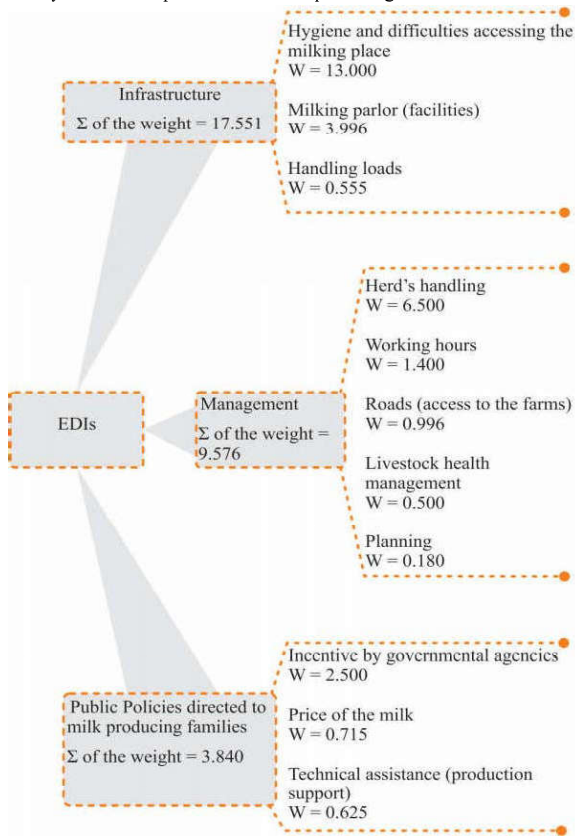 Hygiene and difficulties accessing the
milking place
W = 13.000
Infrastructure
Σ of the weight = 17.551
Milking parlor (facilities)
W = 3.996
Handling loads
W = 0.555
Herd's handling
W = 6.500
Working hours
W = 1.400
EDIs
Management
Σ of the weight =
9.576
Roads (access to the farms)
W = 0.996
Livestock health
management
W = 0.500
Planning
W = 0.180
Incentive by governmental agencies
W = 2.500
Public Policies directed to
milk producing families
Σ of the weight = 3.840
Price of the milk
W = 0.715
Technical assistance (production
support)
W = 0.625